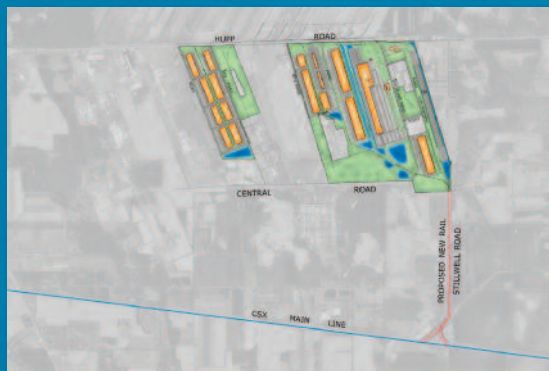 HUPP ROAD
CENTRAL ROAD
PROPOSED NEW RAIL
STILLWELL ROAD
CSX MAIN LINE